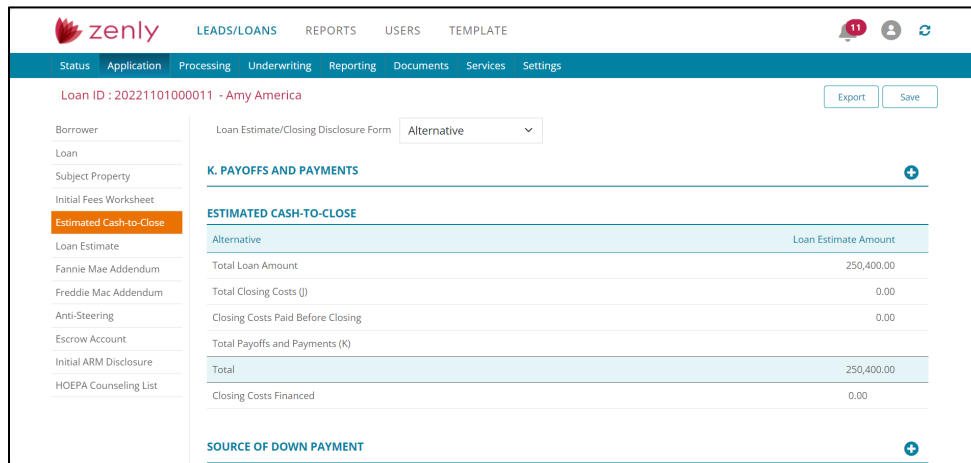 zenly LEADS/LOANS REPORTS USERS TEMPLATE 11
Status Application Processing Underwriting Reporting Documents Services Settings
Loan ID : 20221101000011 - Amy America Export Save
Borrower
Loan
Subject Property
Initial Fees Worksheet
Estimated Cash-to-Close
Loan Estimate
Fannie Mae Addendum
Freddie Mac Addendum
Anti-Steering
Escrow Account
Initial ARM Disclosure
HOEPA Counseling List
Loan Estimate/Closing Disclosure Form Alternative
K. PAYOFFS AND PAYMENTS
ESTIMATED CASH-TO-CLOSE
Alternative Loan Estimate Amount
Total Loan Amount 250,400.00
Total Closing Costs (J) 0.00
Closing Costs Paid Before Closing 0.00
Total Payoffs and Payments (K)
Total 250,400.00
Closing Costs Financed 0.00
SOURCE OF DOWN PAYMENT